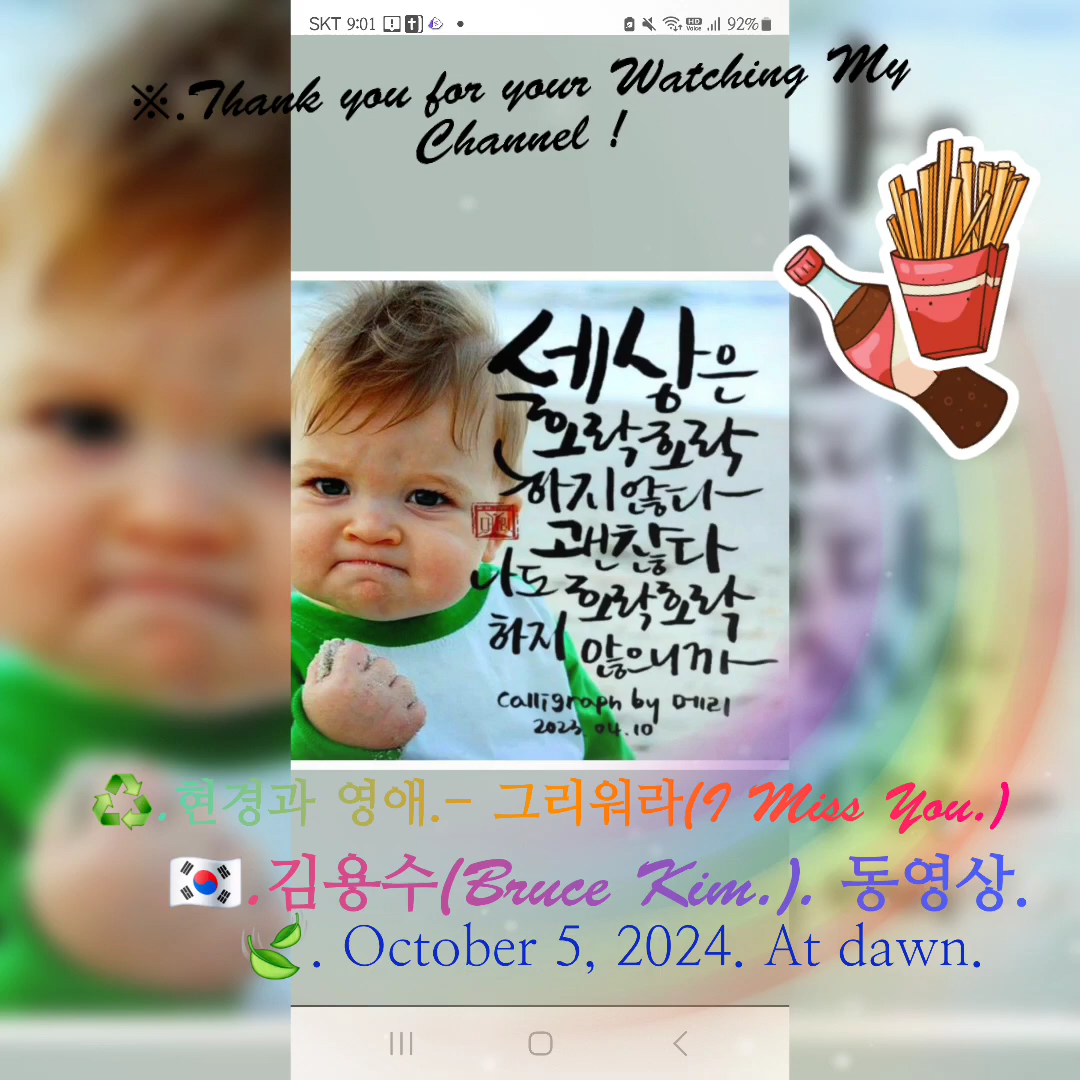 SKT 9:01
HD Voice 92%
※.Thank you for your Watching My
Channel !
세상은
호락호락
하지않다
괜찮다
나도 호락호락
하지 않으니까
Calligraph by 메리
2023.04.10
♻️.현경과 영애.- 그리워라(I Miss You.)
🇰🇷.김용수(Bruce Kim.). 동영상.
🍃. October 5, 2024. At dawn.